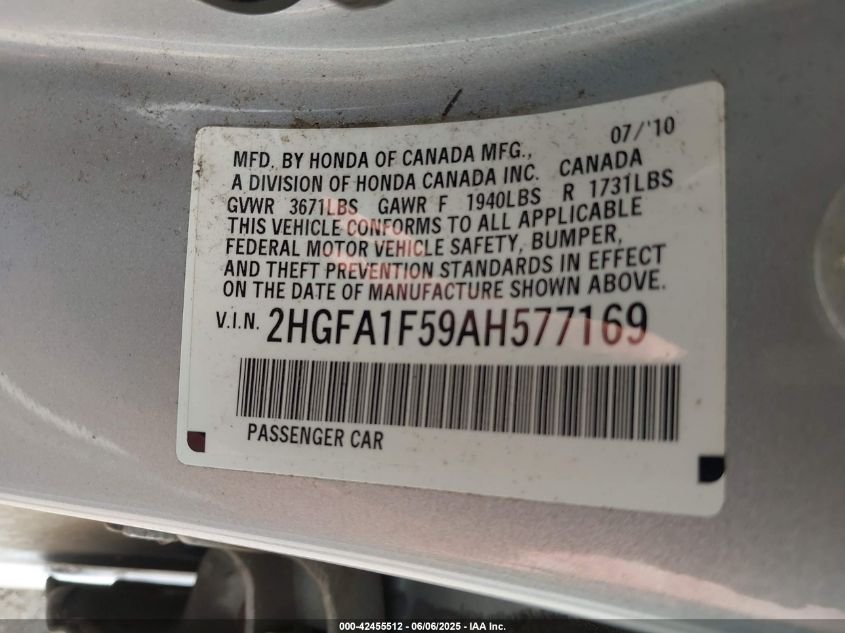 07/'10
MFD. BY HONDA OF CANADA MFG.,
A DIVISION OF HONDA CANADA INC. CANADA
GVWR 3671LBS GAWR F 1940LBS R 1731LBS
THIS VEHICLE CONFORMS TO ALL APPLICABLE
FEDERAL MOTOR VEHICLE SAFETY, BUMPER,
AND THEFT PREVENTION STANDARDS IN EFFECT
ON THE DATE OF MANUFACTURE SHOWN ABOVE.
V.I.N. 2HGFA1F59AH577169
PASSENGER CAR
000-42455512 - 06/06/2025 - IAA Inc.